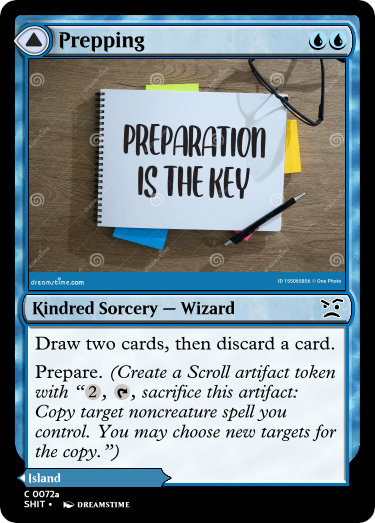 Prepping
PREPARATION
IS THE KEY
dreamstime.com
ID 155065856 © One Photo
Kindred Sorcery — Wizard
Draw two cards, then discard a card.
Prepare. (Create a Scroll artifact token
with “2, , sacrifice this artifact:
Copy target noncreature spell you
control. You may choose new targets for
the copy.”)
Island
C 0072a
SHIT • DREAMSTIME